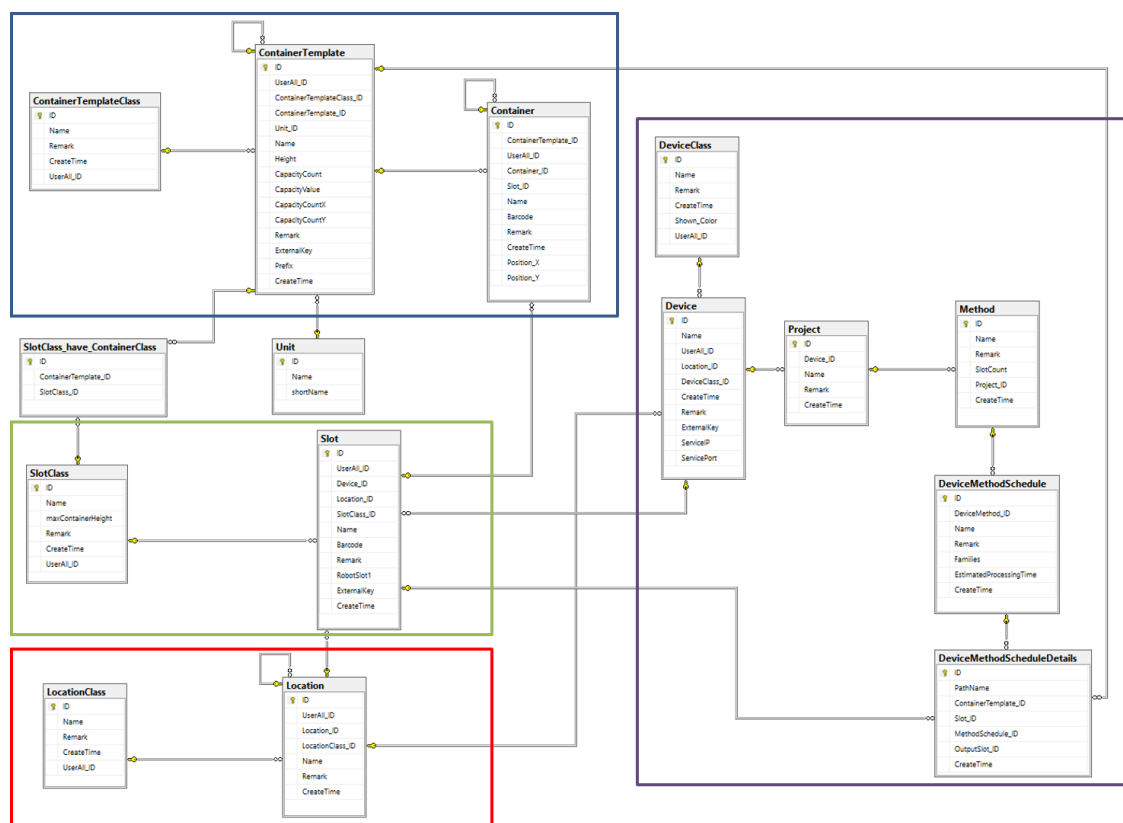 ContainerTemplate
ID
UserAll_ID
ContainerTemplateClass_ID
ContainerTemplate_ID
Unit_ID
Name
Height
CapacityCount
CapacityValue
CapacityCountX
CapacityCountY
Remark
ExternalKey
Prefix
CreateTime
ContainerTemplateClass
ID
Name
Remark
CreateTime
UserAll_ID
Container
ID
ContainerTemplate_ID
UserAll_ID
Container_ID
Slot_ID
Name
Barcode
Remark
CreateTime
Position_X
Position_Y
DeviceClass
ID
Name
Remark
CreateTime
Shown_Color
UserAll_ID
Device
ID
Name
UserAll_ID
Location_ID
DeviceClass_ID
CreateTime
Remark
ExternalKey
ServiceIP
ServicePort
Project
ID
Device_ID
Name
Remark
CreateTime
Method
ID
Name
Remark
SlotCount
Project_ID
CreateTime
SlotClass_have_ContainerClass
ID
ContainerTemplate_ID
SlotClass_ID
Unit
ID
Name
shortName
Slot
ID
UserAll_ID
Device_ID
Location_ID
SlotClass_ID
Name
Barcode
Remark
RobotSlot1
ExternalKey
CreateTime
SlotClass
ID
Name
maxContainerHeight
Remark
CreateTime
UserAll_ID
DeviceMethodSchedule
ID
DeviceMethod_ID
Name
Remark
Families
EstimatedProcessingTime
CreateTime
DeviceMethodScheduleDetails
ID
PathName
ContainerTemplate_ID
Slot_ID
MethodSchedule_ID
OutputSlot_ID
CreateTime
LocationClass
ID
Name
Remark
CreateTime
UserAll_ID
Location
ID
UserAll_ID
Location_ID
LocationClass_ID
Name
Remark
CreateTime